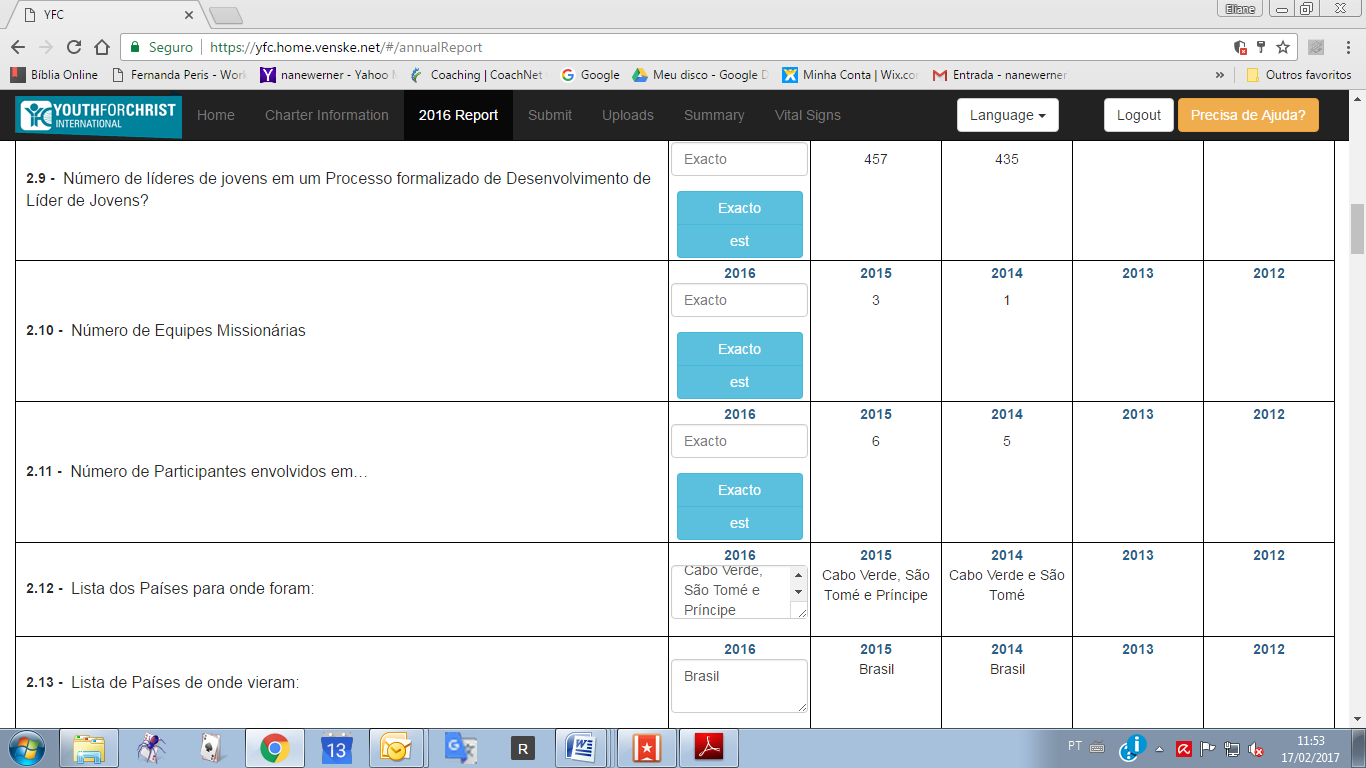 YFC
Eliane
Seguro https://yfc.home.venske.net/#/annualReport
Bíblia Online Fernanda Peris - Work nanewerner - Yahoo M Coaching | CoachNet Google Meu disco - Google D Minha Conta | Wix.co Entrada - nanewerner » Outros favoritos
YOUTHFORCHRIST
INTERNATIONAL
Home Charter Information 2016 Report Submit Uploads Summary Vital Signs Language Logout Precisa de Ajuda?
2.9 - Número de líderes de jovens em um Processo formalizado de Desenvolvimento de
Líder de Jovens?
Exacto 457 435
Exacto
est
2016 2015 2014 2013 2012
2.10 - Número de Equipes Missionárias
Exacto 3 1
Exacto
est
2016 2015 2014 2013 2012
2.11 - Número de Participantes envolvidos em...
Exacto 6 5
Exacto
est
2016 2015 2014 2013 2012
2.12 - Lista dos Países para onde foram:
Cabo Verde,
São Tomé e
Príncipe
Cabo Verde, São
Tomé e Príncipe
Cabo Verde e São
Tomé
2016 2015 2014 2013 2012
2.13 - Lista de Países de onde vieram:
Brasil Brasil Brasil
13
R
PT
11:53
17/02/2017